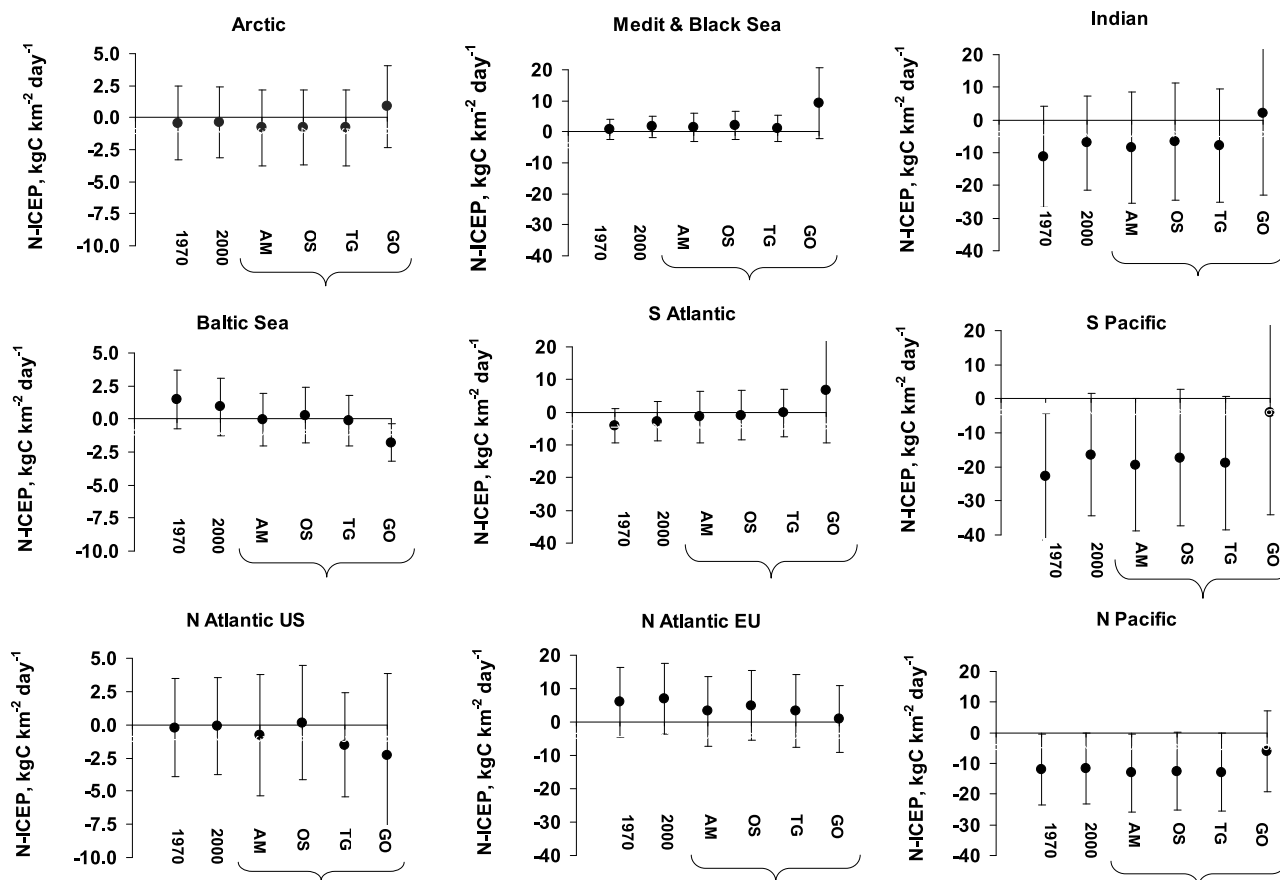 Arctic
N-ICEP, kgC km-2 day-1
5.0
2.5
0.0
-2.5
-5.0
-7.5
-10.0
1970
2000
AM
OS
TG
GO
Medit & Black Sea
N-ICEP, kgC km-2 day-1
20
10
0
-10
-20
-30
-40
1970
2000
AM
OS
TG
GO
Indian
N-ICEP, kgC km-2 day-1
20
10
0
-10
-20
-30
-40
1970
2000
AM
OS
TG
GO
Baltic Sea
N-ICEP, kgC km-2 day-1
5.0
2.5
0.0
-2.5
-5.0
-7.5
-10.0
1970
2000
AM
OS
TG
GO
S Atlantic
N-ICEP, kgC km-2 day-1
20
10
0
-10
-20
-30
-40
1970
2000
AM
OS
TG
GO
S Pacific
N-ICEP, kgC km-2 day-1
20
10
0
-10
-20
-30
-40
1970
2000
AM
OS
TG
GO
N Atlantic US
N-ICEP, kgC km-2 day-1
5.0
2.5
0.0
-2.5
-5.0
-7.5
-10.0
1970
2000
AM
OS
TG
GO
N Atlantic EU
N-ICEP, kgC km-2 day-1
20
10
0
-10
-20
-30
-40
1970
2000
AM
OS
TG
GO
N Pacific
N-ICEP, kgC km-2 day-1
20
10
0
-10
-20
-30
-40
1970
2000
AM
OS
TG
GO